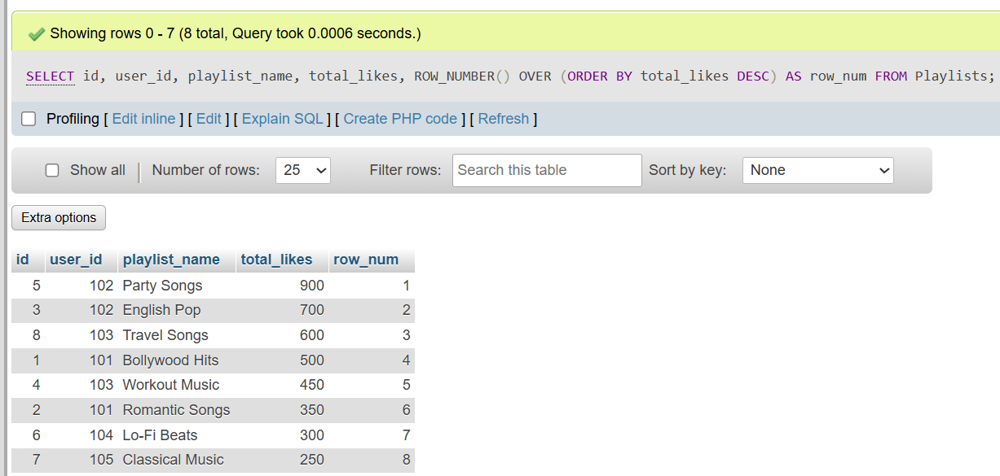 Showing rows 0 - 7 (8 total, Query took 0.0006 seconds.)
SELECT id, user_id, playlist_name, total_likes, ROW_NUMBER() OVER (ORDER BY total_likes DESC) AS row_num FROM Playlists;
Profiling [ Edit inline ] [ Edit ] [ Explain SQL ] [ Create PHP code ] [ Refresh ]
Show all | Number of rows: 25 Filter rows: Search this table Sort by key: None
Extra options
id user_id playlist_name total_likes row_num
5 102 Party Songs 900 1
3 102 English Pop 700 2
8 103 Travel Songs 600 3
1 101 Bollywood Hits 500 4
4 103 Workout Music 450 5
2 101 Romantic Songs 350 6
6 104 Lo-Fi Beats 300 7
7 105 Classical Music 250 8